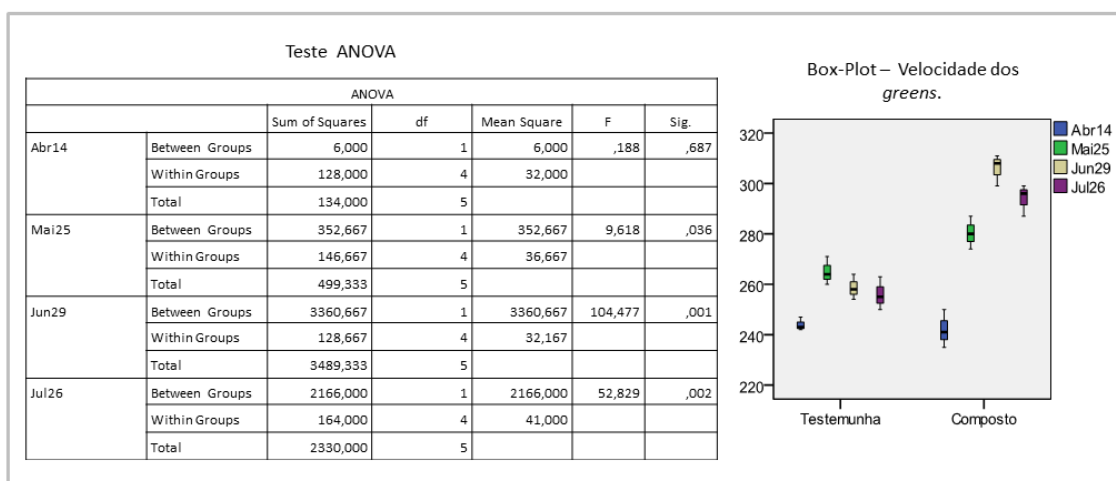 Teste ANOVA
ANOVA
Sum of Squares df Mean Square F Sig.
Abr14 Between Groups 6,000 1 6,000 ,188 ,687
Within Groups 128,000 4 32,000
Total 134,000 5
Mai25 Between Groups 352,667 1 352,667 9,618 ,036
Within Groups 146,667 4 36,667
Total 499,333 5
Jun29 Between Groups 3360,667 1 3360,667 104,477 ,001
Within Groups 128,667 4 32,167
Total 3489,333 5
Jul26 Between Groups 2166,000 1 2166,000 52,829 ,002
Within Groups 164,000 4 41,000
Total 2330,000 5
Box-Plot – Velocidade dos
greens.
320
300
280
260
240
220
Testemunha Composto
Abr14
Mai25
Jun29
Jul26